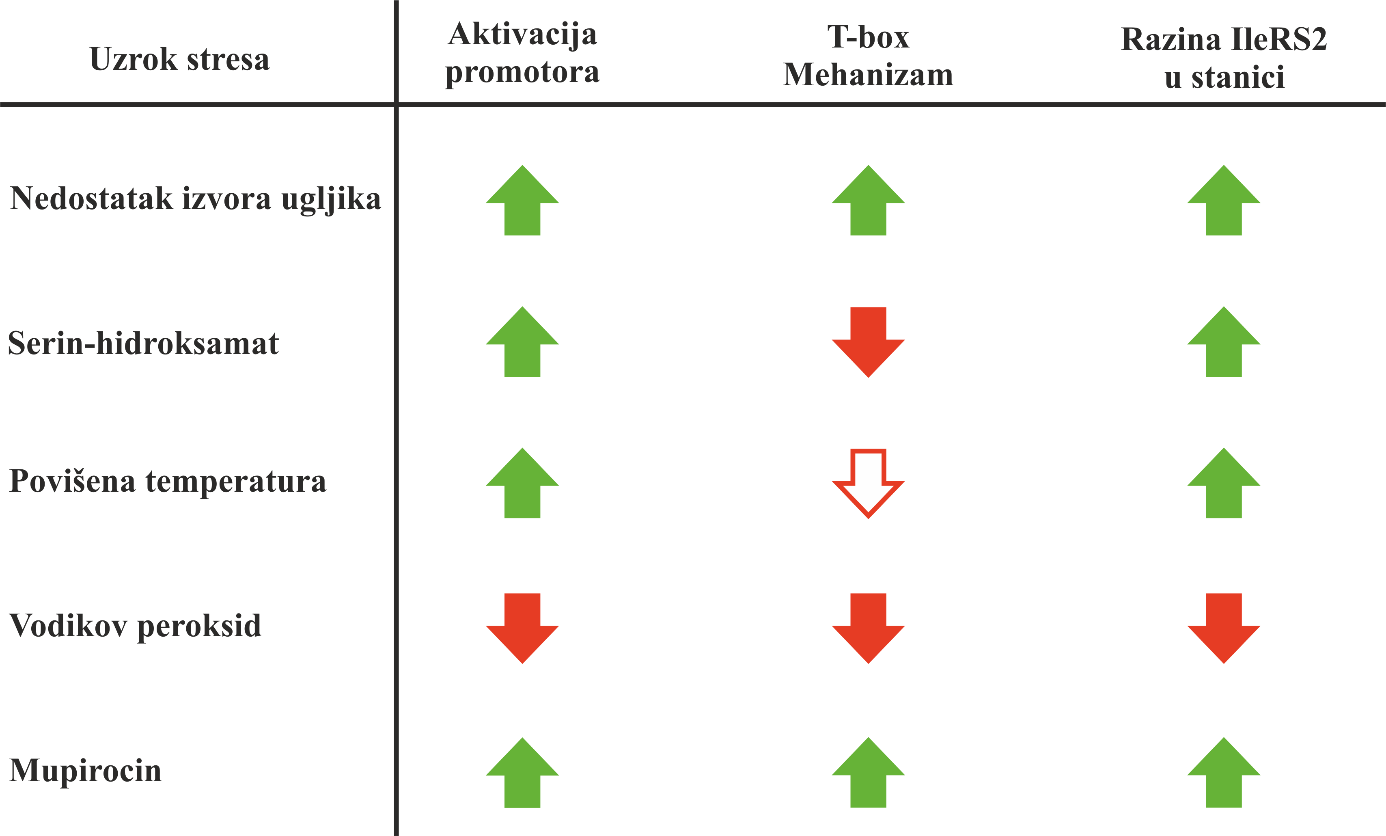 Uzrok stresa
Aktivacija
promotora
T-box
Mehanizam
Razina IleRS2
u stanici
Nedostatak izvora ugljika
Serin-hidroksamat
Povišena temperatura
Vodikov peroksid
Mupirocin